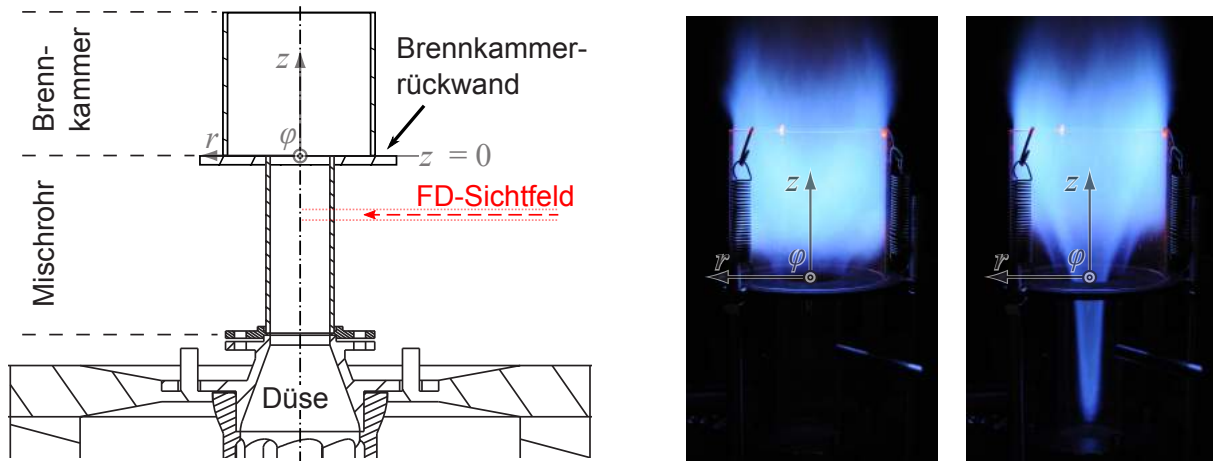 Brenn-
kammer
Mischrohr
Brennkammer-
rückwand
z
r
φ
z = 0
FD-Sichtfeld
Düse
z
r
φ
z
r
φ